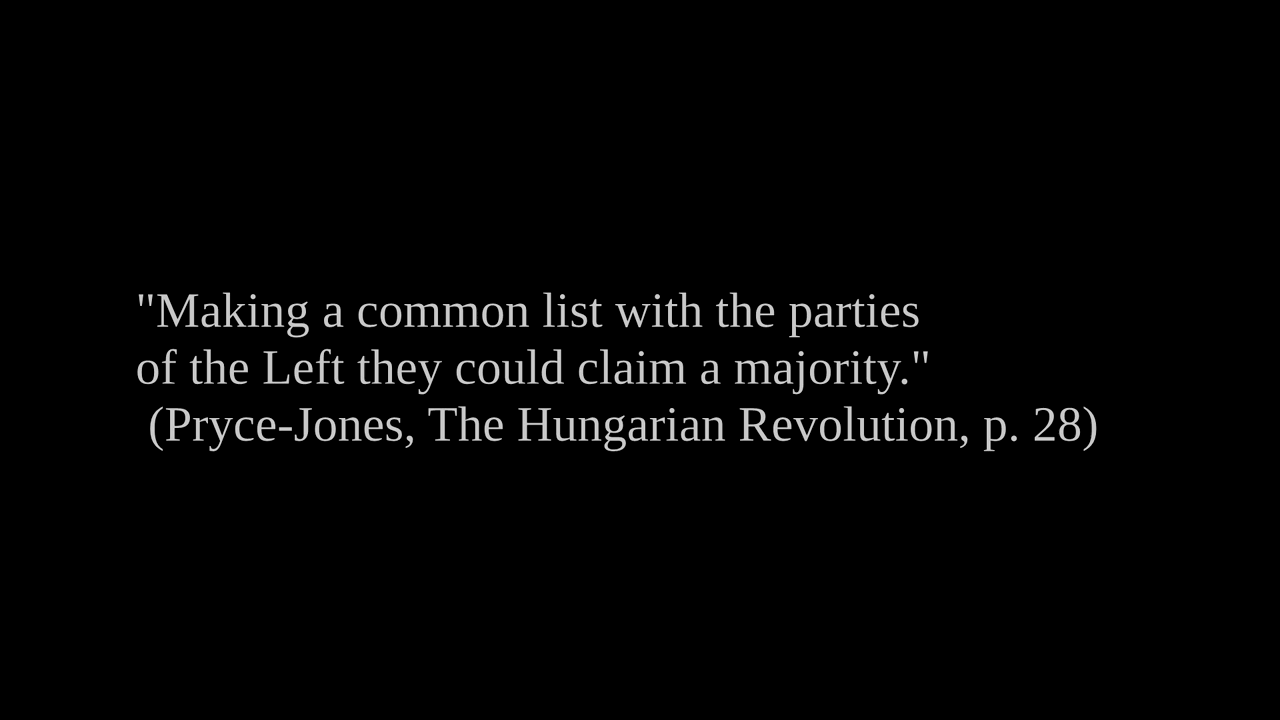 "Making a common list with the parties
of the Left they could claim a majority."
(Pryce-Jones, The Hungarian Revolution, p. 28)